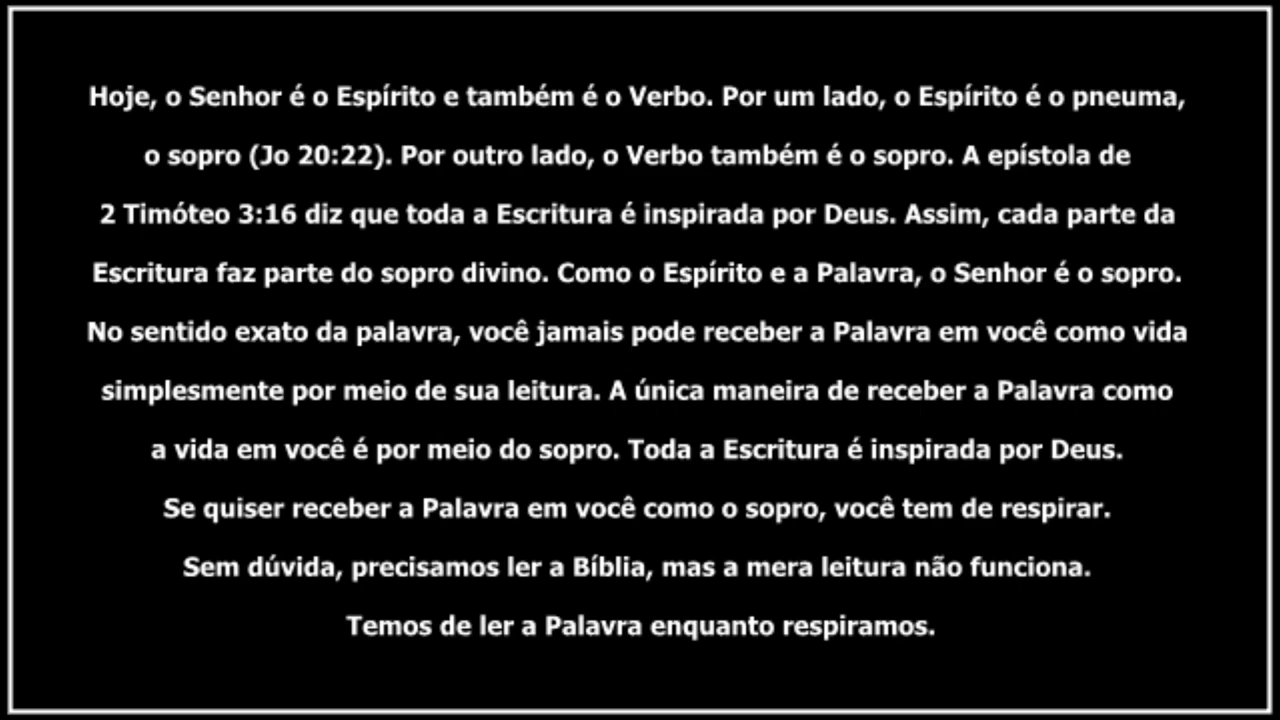 Hoje, o Senhor é o Espírito e também é o Verbo. Por um lado, o Espírito é o pneuma,
o sopro (Jo 20:22). Por outro lado, o Verbo também é o sopro. A epístola de
2 Timóteo 3:16 diz que toda a Escritura é inspirada por Deus. Assim, cada parte da
Escritura faz parte do sopro divino. Como o Espírito e a Palavra, o Senhor é o sopro.
No sentido exato da palavra, você jamais pode receber a Palavra em você como vida
simplesmente por meio de sua leitura. A única maneira de receber a Palavra como
a vida em você é por meio do sopro. Toda a Escritura é inspirada por Deus.
Se quiser receber a Palavra em você como o sopro, você tem de respirar.
Sem dúvida, precisamos ler a Bíblia, mas a mera leitura não funciona.
Temos de ler a Palavra enquanto respiramos.